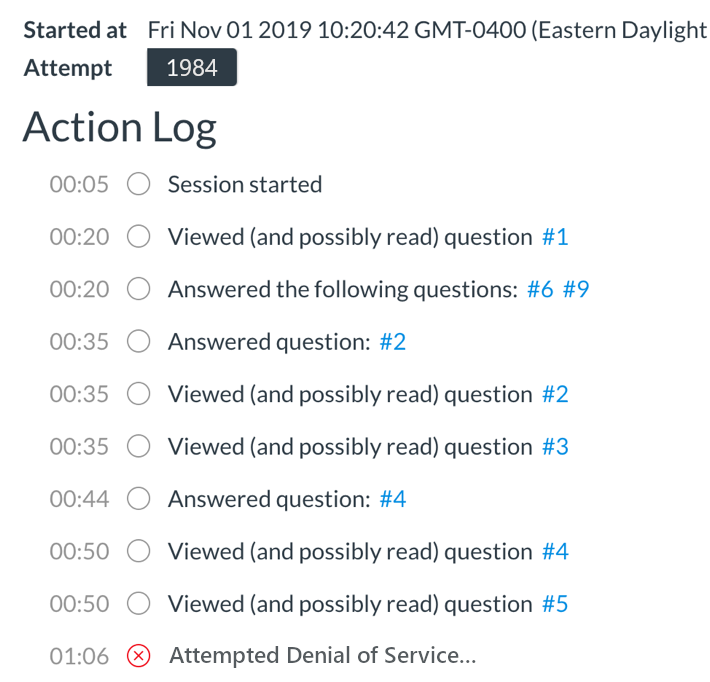 Started at Fri Nov 01 2019 10:20:42 GMT-0400 (Eastern Daylight
Attempt 1984
Action Log
00:05 Session started
00:20 Viewed (and possibly read) question #1
00:20 Answered the following questions: #6 #9
00:35 Answered question: #2
00:35 Viewed (and possibly read) question #2
00:35 Viewed (and possibly read) question #3
00:44 Answered question: #4
00:50 Viewed (and possibly read) question #4
00:50 Viewed (and possibly read) question #5
01:06 Attempted Denial of Service...